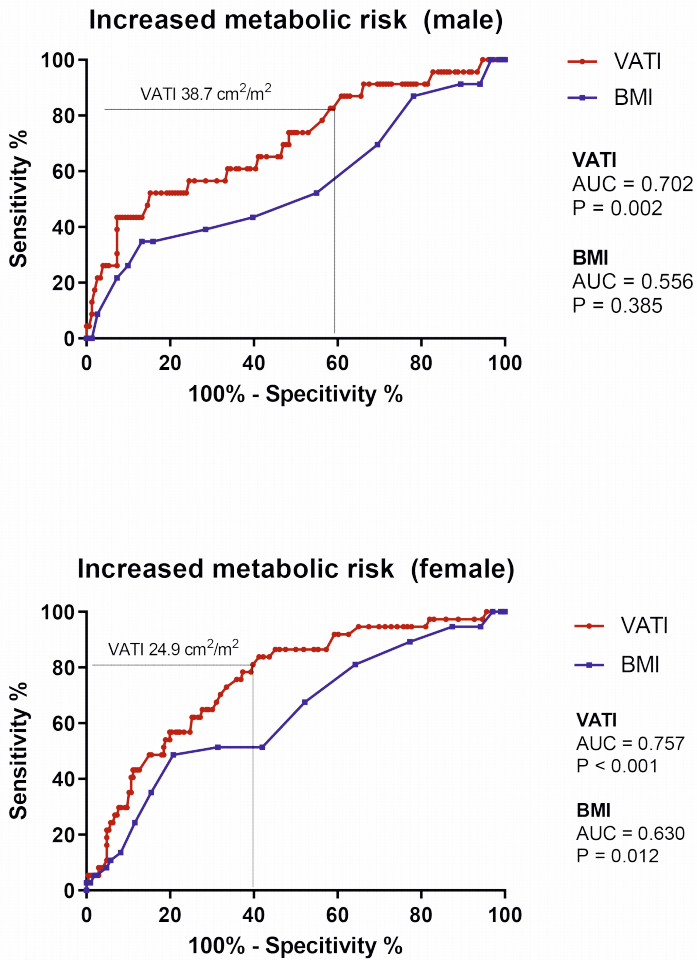 Increased metabolic risk (male)
100
80
60
40
20
0
Sensitivity %
VATI 38.7 cm²/m²
0 20 40 60 80 100
100% - Specitivity %
VATI
BMI
VATI
AUC = 0.702
P = 0.002
BMI
AUC = 0.556
P = 0.385
Increased metabolic risk (female)
100
80
60
40
20
0
Sensitivity %
VATI 24.9 cm²/m²
0 20 40 60 80 100
100% - Specitivity %
VATI
BMI
VATI
AUC = 0.757
P < 0.001
BMI
AUC = 0.630
P = 0.012